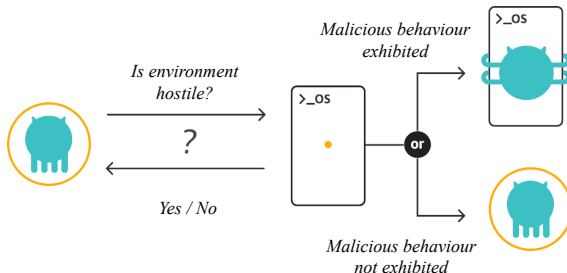 Is environment
hostile?
?
Yes / No
>_OS
or
Malicious behaviour
exhibited
>_OS
Malicious behaviour
not exhibited